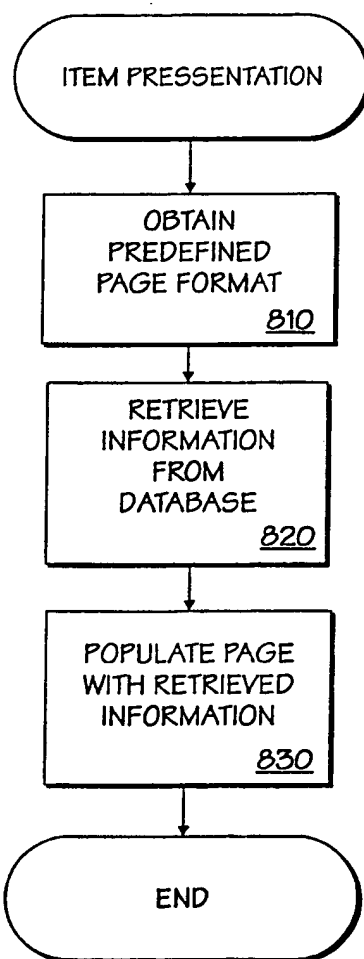 ITEM PRESSENTATION
OBTAIN
PREDEFINED
PAGE FORMAT
810
RETRIEVE
INFORMATION
FROM
DATABASE
820
POPULATE PAGE
WITH RETRIEVED
INFORMATION
830
END